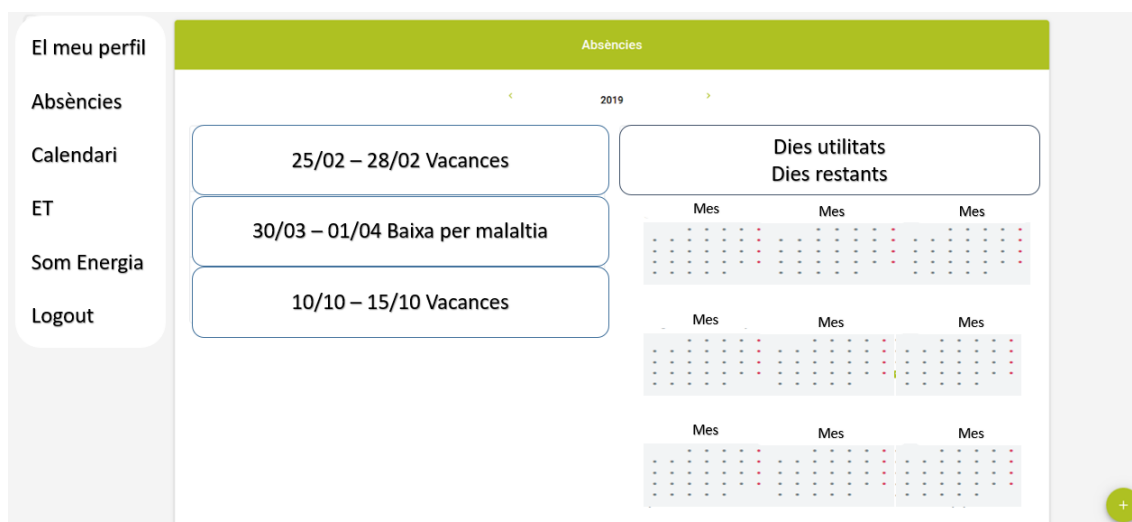 El meu perfil
Absències
Calendari
ET
Som Energia
Logout
Absències
< 2019 >
25/02 – 28/02 Vacances
30/03 – 01/04 Baixa per malaltia
10/10 – 15/10 Vacances
Dies utilitats
Dies restants
Mes Mes Mes
Mes Mes Mes
Mes Mes Mes
+